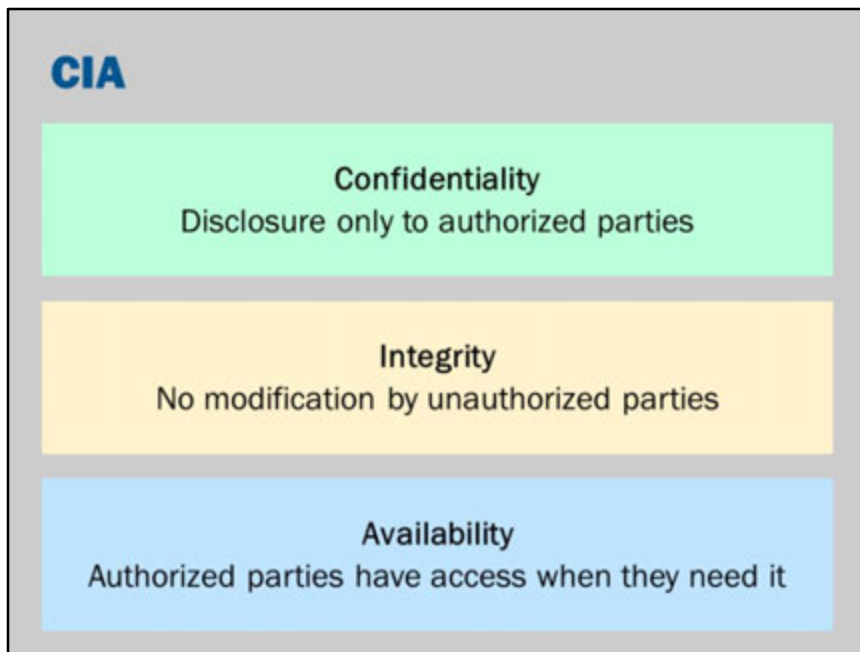 CIA
Confidentiality
Disclosure only to authorized parties
Integrity
No modification by unauthorized parties
Availability
Authorized parties have access when they need it